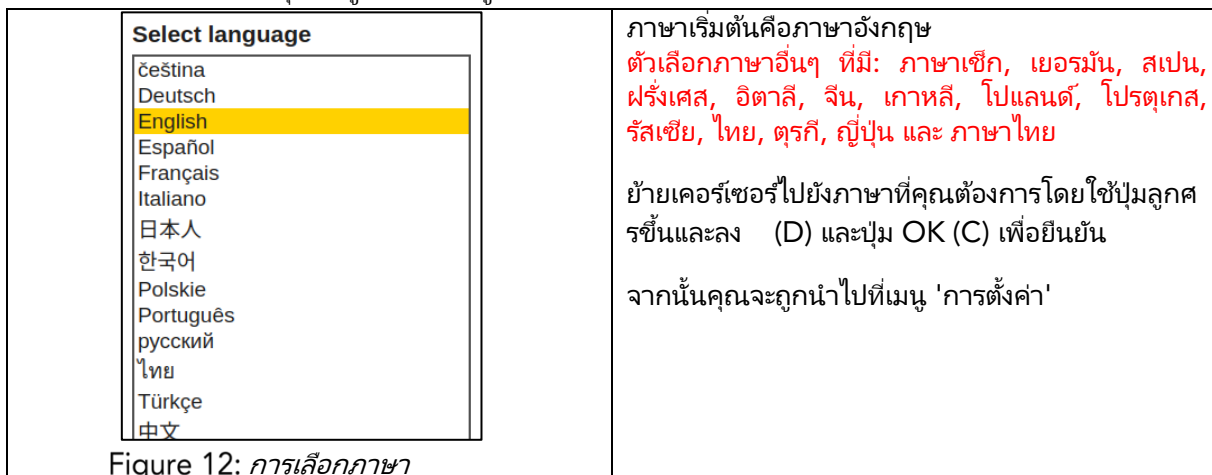 Select language
čeština
Deutsch
English
Español
Français
Italiano
日本人
한국어
Polskie
Português
русский
ไทย
Türkçe
中文
Figure 12: การเลือกภาษา
ภาษาเริ่มต้นคือภาษาอังกฤษ
ตัวเลือกภาษาอื่นๆ ที่มี: ภาษาเช็ก, เยอรมัน, สเปน,
ฝรั่งเศส, อิตาลี, จีน, เกาหลี, โปแลนด์, โปรตุเกส,
รัสเซีย, ไทย, ตุรกี, ญี่ปุ่น และ ภาษาไทย
ย้ายเคอร์เซอร์ไปยังภาษาที่คุณต้องการโดยใช้ปุ่มลูกศ
รขึ้นและลง (D) และปุ่ม OK (C) เพื่อยืนยัน
จากนั้นคุณจะถูกนำไปที่เมนู 'การตั้งค่า'